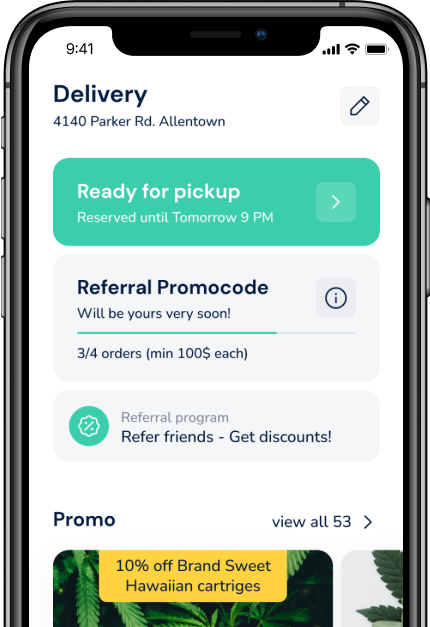 9:41
Delivery
4140 Parker Rd. Allentown
Ready for pickup
Reserved until Tomorrow 9 PM
Referral Promocode
Will be yours very soon!
3/4 orders (min 100$ each)
Referral program
Refer friends - Get discounts!
Promo
view all 53
10% off Brand Sweet
Hawaiian cartriges